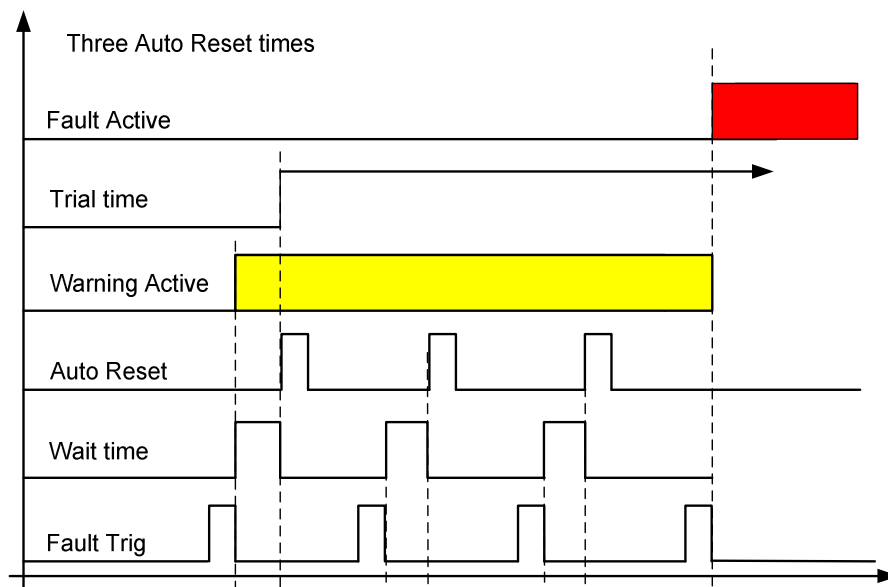 Three Auto Reset times
Fault Active
Trial time
Warning Active
Auto Reset
Wait time
Fault Trig